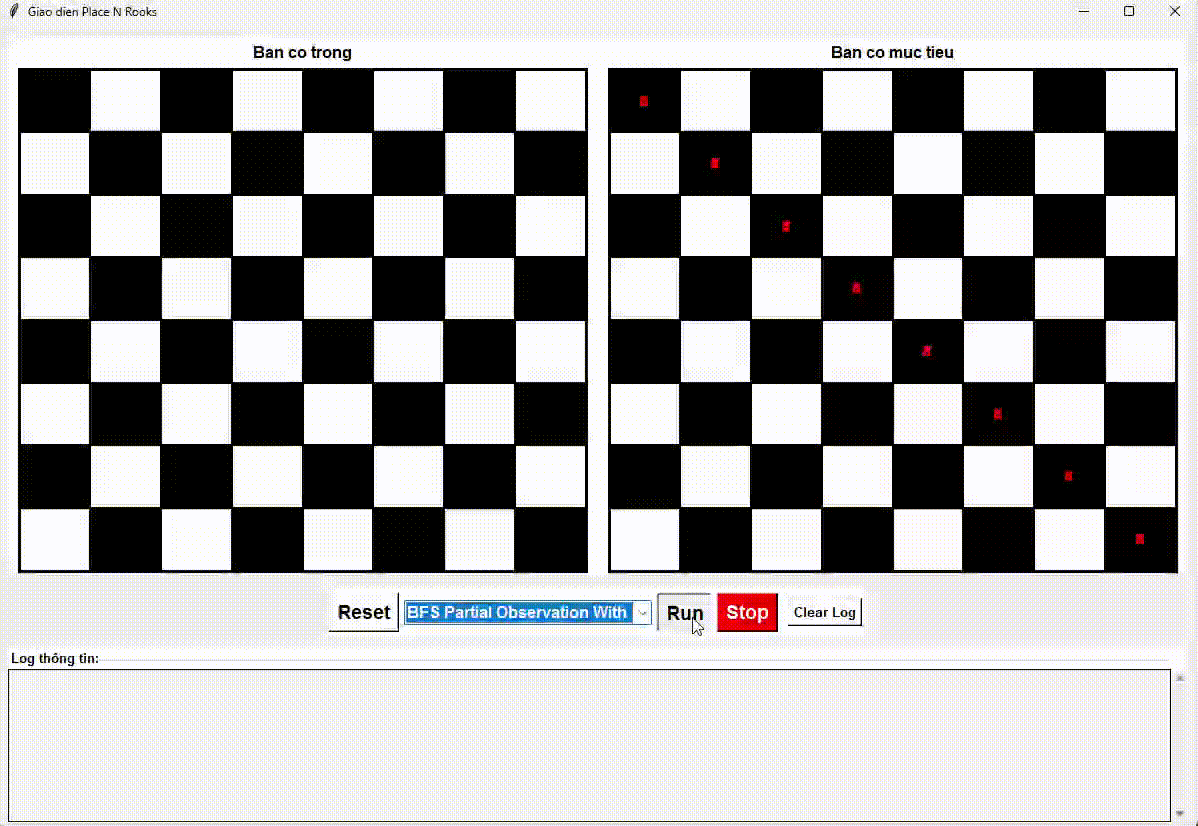 Giao dien Place N Rooks
Ban co trong
Ban co muc tieu
Reset
BFS Partial Observation With
Run
Stop
Clear Log
Log thông tin: